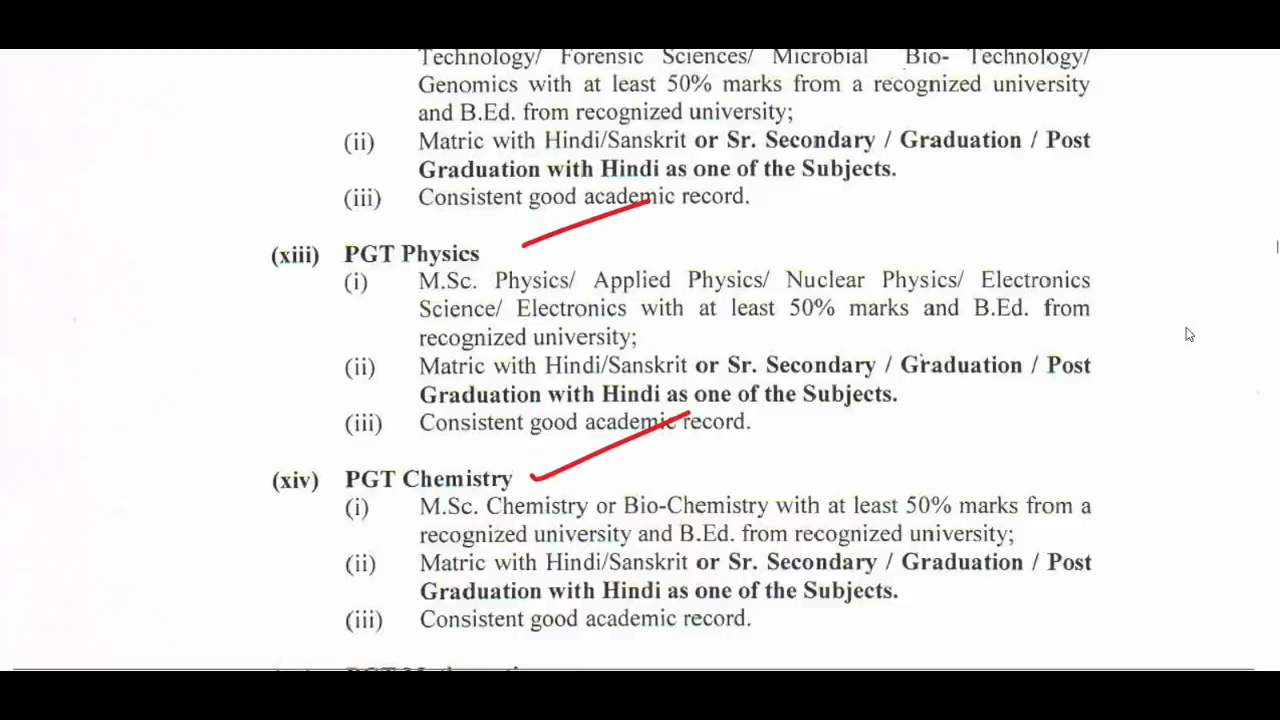 Technology/ Forensic Sciences/ Microbial Bio- Technology/
Genomics with at least 50% marks from a recognized university
and B.Ed. from recognized university;
(ii) Matric with Hindi/Sanskrit or Sr. Secondary / Graduation / Post
Graduation with Hindi as one of the Subjects.
(iii) Consistent good academic record.
(xiii) PGT Physics
(i) M.Sc. Physics/ Applied Physics/ Nuclear Physics/ Electronics
Science/ Electronics with at least 50% marks and B.Ed. from
recognized university;
(ii) Matric with Hindi/Sanskrit or Sr. Secondary / Graduation / Post
Graduation with Hindi as one of the Subjects.
(iii) Consistent good academic record.
(xiv) PGT Chemistry
(i) M.Sc. Chemistry or Bio-Chemistry with at least 50% marks from a
recognized university and B.Ed. from recognized university;
(ii) Matric with Hindi/Sanskrit or Sr. Secondary / Graduation / Post
Graduation with Hindi as one of the Subjects.
(iii) Consistent good academic record.